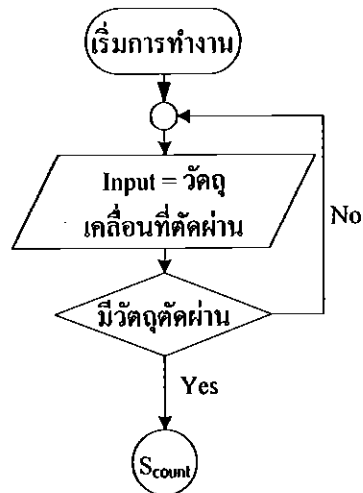 เริ่มการทำงาน
Input = วัตถุ
เคลื่อนที่ตัดผ่าน
No
มีวัตถุตัดผ่าน
Yes
Scount